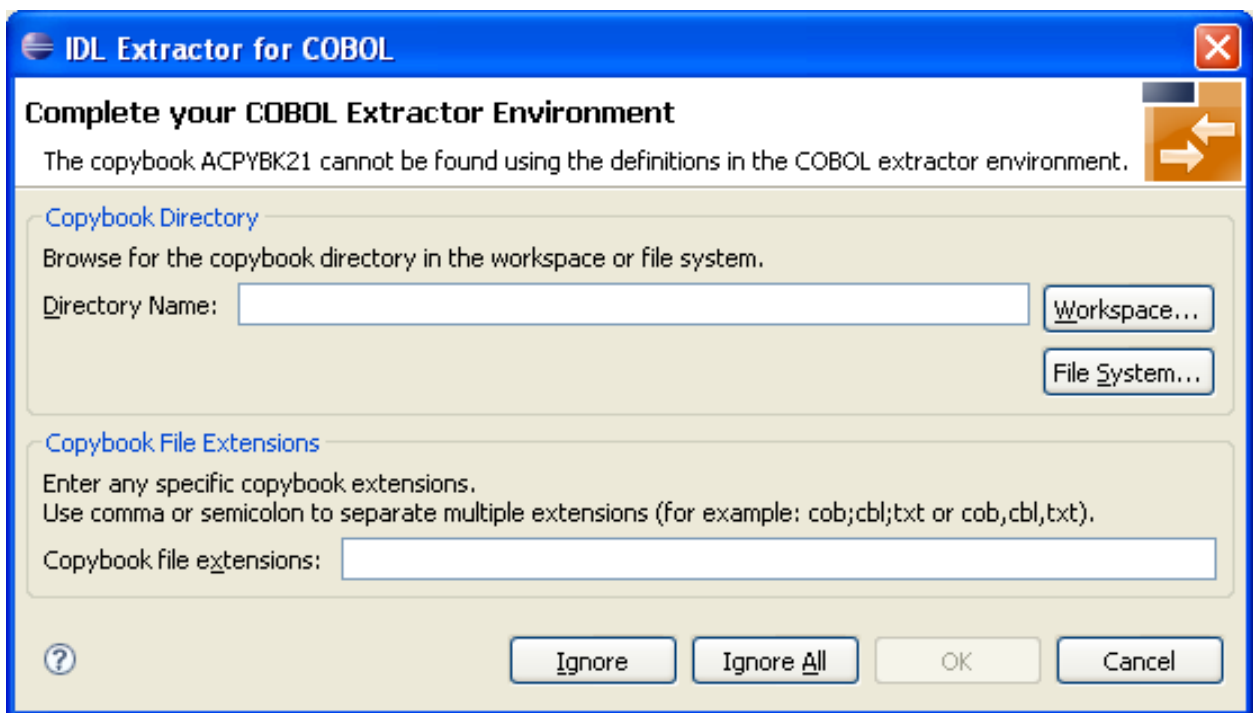 IDL Extractor for COBOL
Complete your COBOL Extractor Environment
The copybook ACPYBK21 cannot be found using the definitions in the COBOL extractor environment.
Copybook Directory
Browse for the copybook directory in the workspace or file system.
Directory Name:
Workspace...
File System...
Copybook File Extensions
Enter any specific copybook extensions.
Use comma or semicolon to separate multiple extensions (for example: cob;cbl;txt or cob,cbl,txt).
Copybook file extensions:
? Ignore Ignore All OK Cancel